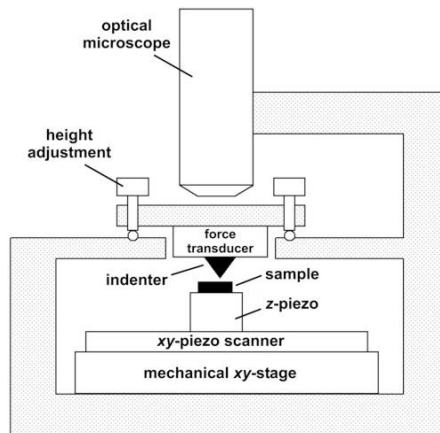 optical
microscope
height
adjustment
force
transducer
indenter
sample
z-piezo
xy-piezo scanner
mechanical xy-stage